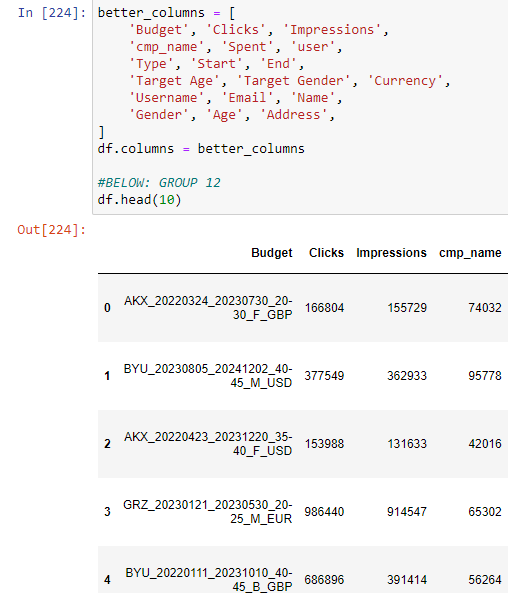 In [224]:
better_columns = [
    'Budget', 'Clicks', 'Impressions',
    'cmp_name', 'Spent', 'user',
    'Type', 'Start', 'End',
    'Target Age', 'Target Gender', 'Currency',
    'Username', 'Email', 'Name',
    'Gender', 'Age', 'Address',
]
df.columns = better_columns
#BELOW: GROUP 12
df.head(10)
Out[224]:
Budget Clicks Impressions cmp_name
0 AKX_20220324_20230730_20-
30_F_GBP 166804 155729 74032
1 BYU_20230805_20241202_40-
45_M_USD 377549 362933 95778
2 AKX_20220423_20231220_35-
40_F_USD 153988 131633 42016
3 GRZ_20230121_20230530_20-
25_M_EUR 986440 914547 65302
4 BYU_20220111_20231010_40-
45_B_GBP 686896 391414 56264